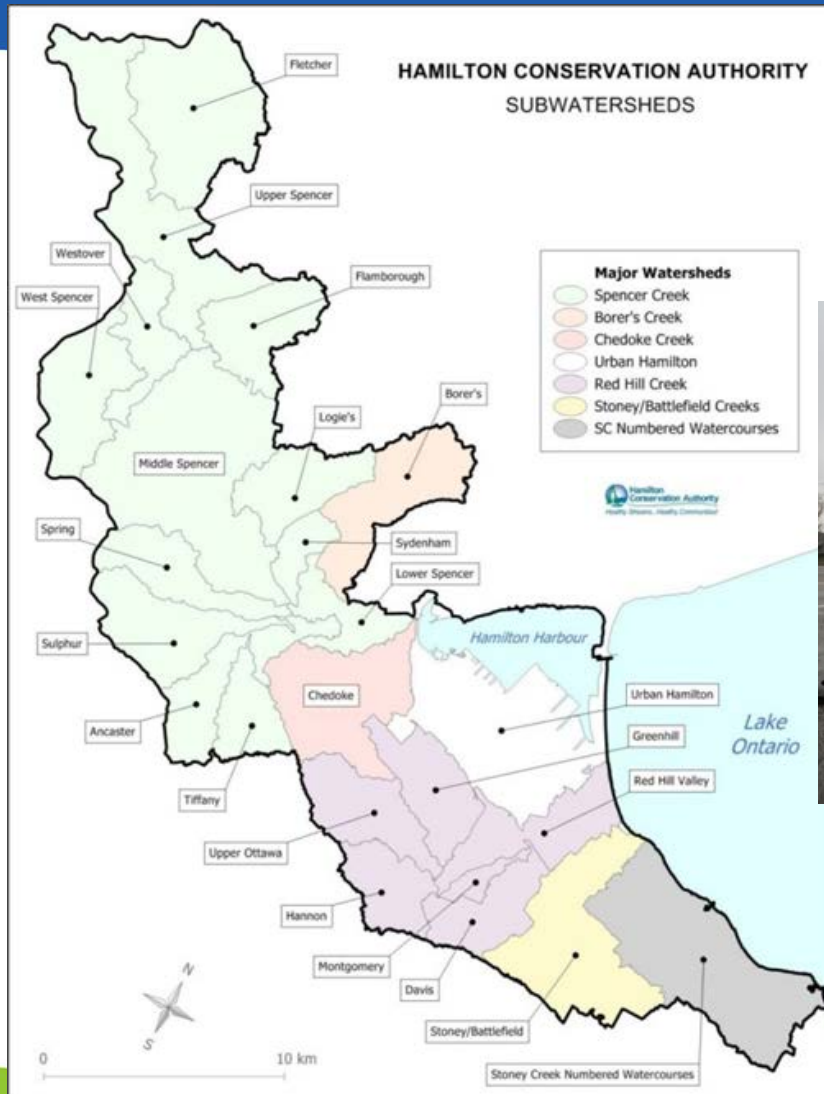 HAMILTON CONSERVATION AUTHORITY
SUBWATERSHEDS
Fletcher
Upper Spencer
Westover
Flamborough
West Spencer
Major Watersheds
Spencer Creek
Borer's Creek
Chedoke Creek
Urban Hamilton
Red Hill Creek
Stoney/Battlefield Creeks
SC Numbered Watercourses
Borer's
Logie's
Middle Spencer
Hamilton
Conservation Authority
Spring
Sydenham
Lower Spencer
Sulphur
Hamilton Harbour
Chedoke
Urban Hamilton
Ancaster
Lake
Ontario
Greenhill
Red Hill Valley
Tiffany
Upper Ottawa
Hannon
Montgomery
Davis
N
S
Stoney/Battlefield
0 10 km
Stoney Creek Numbered Watercourses